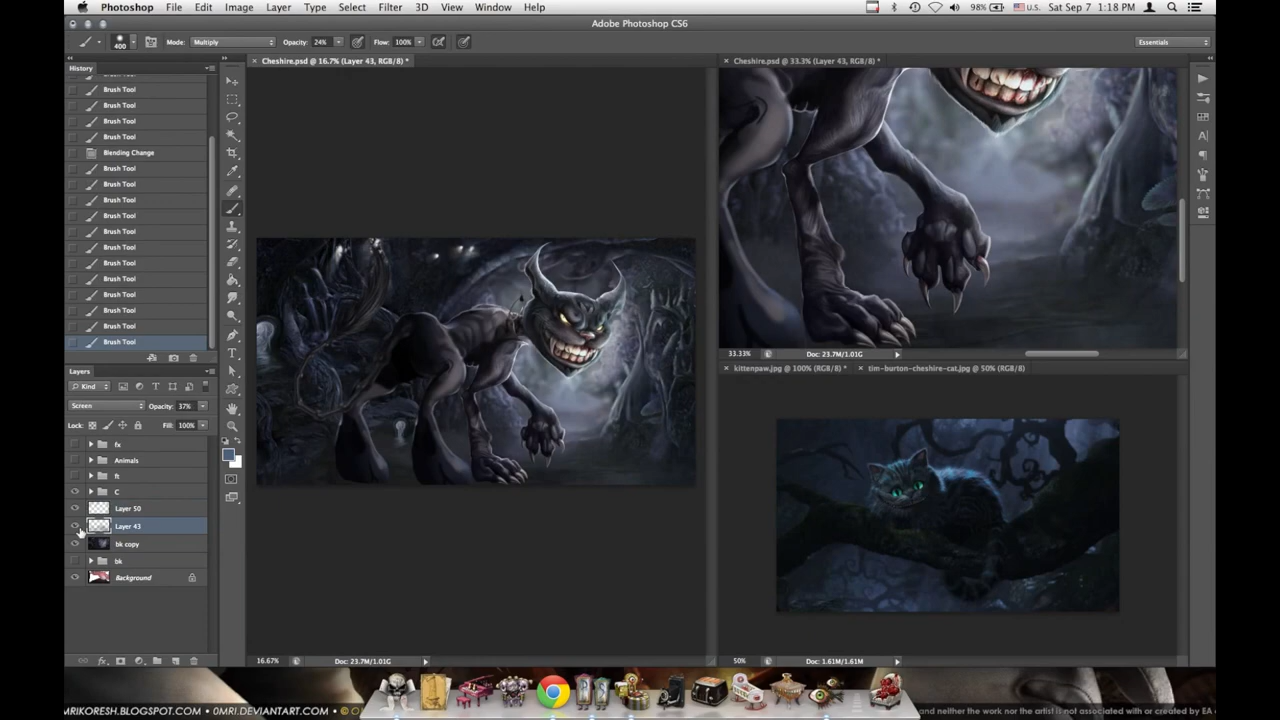 Photoshop File Edit Image Layer Type Select Filter 3D View Window Help 98% U.S. Sat Sep 7 1:18 PM
Adobe Photoshop CS6
400 Mode: Multiply Opacity: 24% Flow: 100% Essentials
History
Brush Tool
Brush Tool
Brush Tool
Brush Tool
Blending Change
Brush Tool
Brush Tool
Brush Tool
Brush Tool
Brush Tool
Brush Tool
Brush Tool
Brush Tool
Brush Tool
Brush Tool
Brush Tool
Brush Tool
Layers
Kind
Screen Opacity: 37%
Lock: Fill: 100%
fx
Animals
ft
C
Layer 50
Layer 43
bk copy
bk
Background
fx
Cheshire.psd @ 16.7% (Layer 43, RGB/8) *
16.67% Doc: 23.7M/1.01G
Cheshire.psd @ 33.3% (Layer 43, RGB/8) *
33.33% Doc: 23.7M/1.01G
kittenpaw.jpg @ 100% (RGB/8) * tim-burton-cheshire-cat.jpg @ 50% (RGB/8)
50% Doc: 1.61M/1.61M
MRIKORESH.BLOGSPOT.COM • 0MRI.DEVIANTART.COM • ©
and neither the work nor the artist is not associated with or created by EA